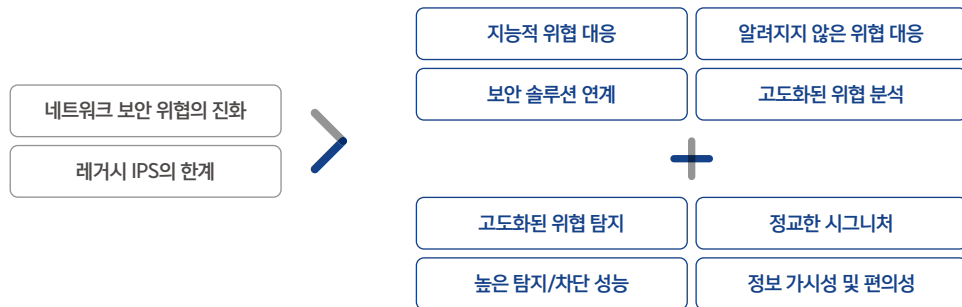 네트워크 보안 위협의 진화
레거시 IPS의 한계
지능적 위협 대응
알려지지 않은 위협 대응
보안 솔루션 연계
고도화된 위협 분석
고도화된 위협 탐지
정교한 시그니처
높은 탐지/차단 성능
정보 가시성 및 편의성